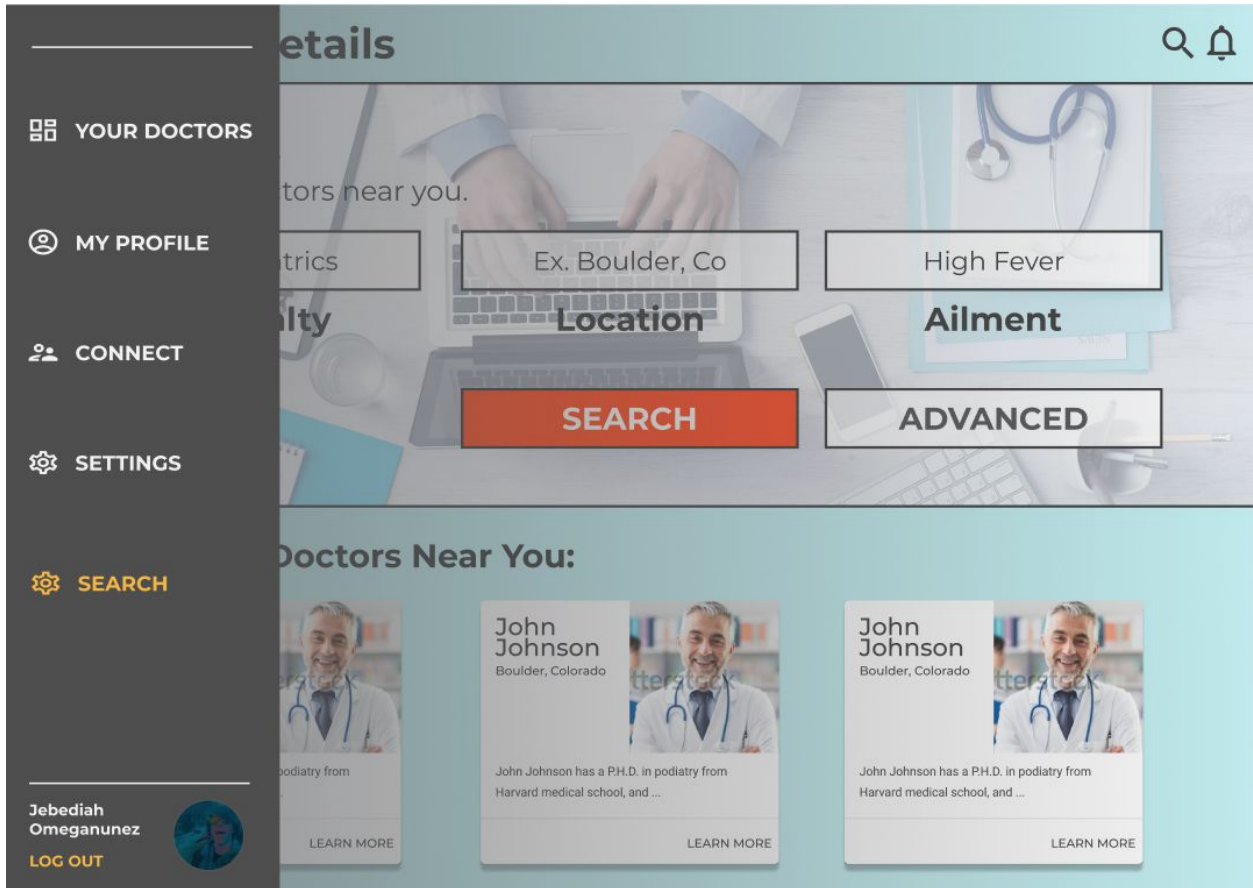 etails
YOUR DOCTORS
MY PROFILE
CONNECT
SETTINGS
SEARCH
Jebediah
Omeganunez
LOG OUT
tors near you.
trics
Ex. Boulder, Co
High Fever
lty
Location
Ailment
SEARCH
ADVANCED
Doctors Near You:
podiatry from
LEARN MORE
John
Johnson
Boulder, Colorado
tterst
John Johnson has a P.H.D. in podiatry from
Harvard medical school, and ...
LEARN MORE
John
Johnson
Boulder, Colorado
tterst
John Johnson has a P.H.D. in podiatry from
Harvard medical school, and ...
LEARN MORE